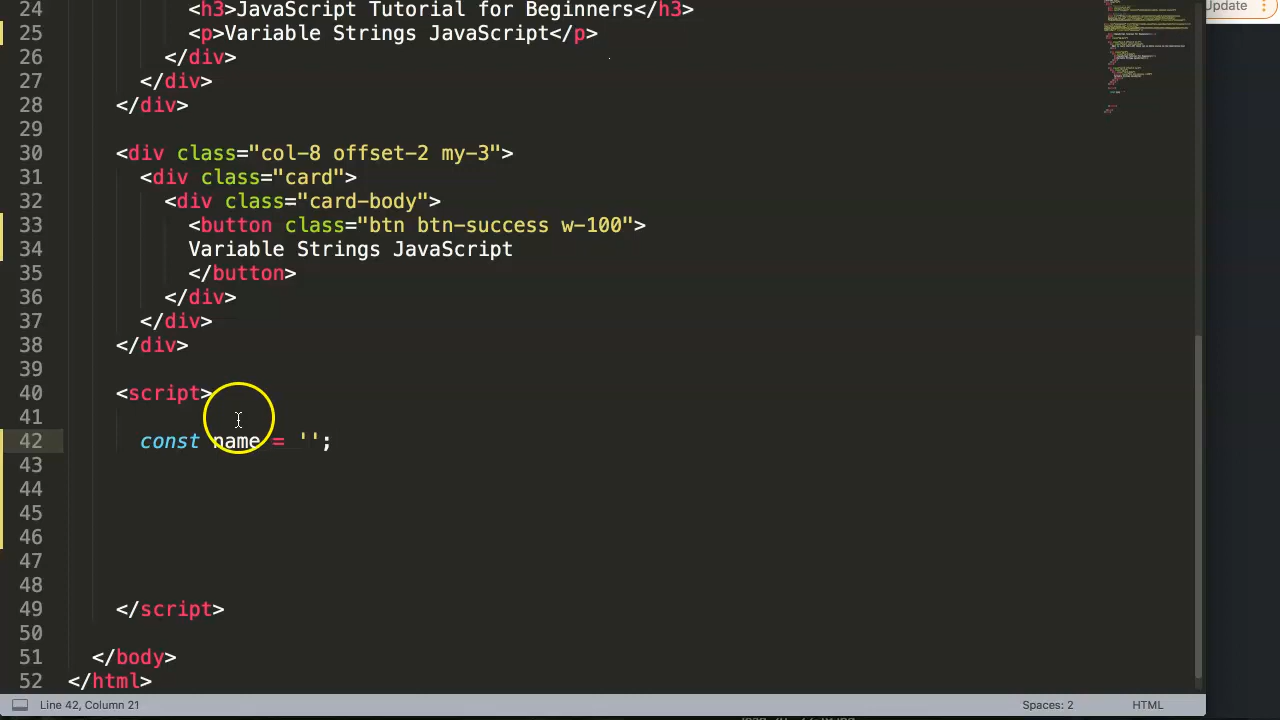 Update
24 <h3>JavaScript Tutorial for Beginners</h3>
25 <p>Variable Strings JavaScript</p>
26 </div>
27 </div>
28 </div>
29
30 <div class="col-8 offset-2 my-3">
31 <div class="card">
32 <div class="card-body">
33 <button class="btn btn-success w-100">
34 Variable Strings JavaScript
35 </button>
36 </div>
37 </div>
38 </div>
39
40 <script>
41
42 const name = '';
43
44
45
46
47
48
49 </script>
50
51 </body>
52 </html>
Line 42, Column 21 Spaces: 2 HTML